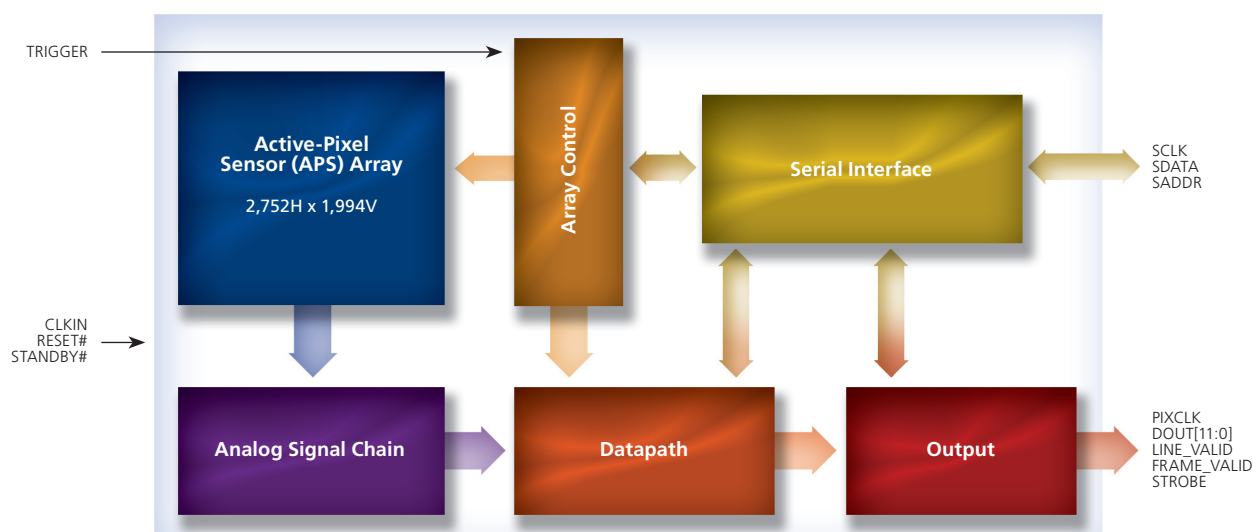 TRIGGER
Active-Pixel
Sensor (APS) Array
2,752H x 1,994V
Array Control
Serial Interface
SCLK
SDATA
SADDR
CLKIN
RESET#
STANDBY#
Analog Signal Chain
Datapath
Output
PIXCLK
DOUT[11:0]
LINE_VALID
FRAME_VALID
STROBE